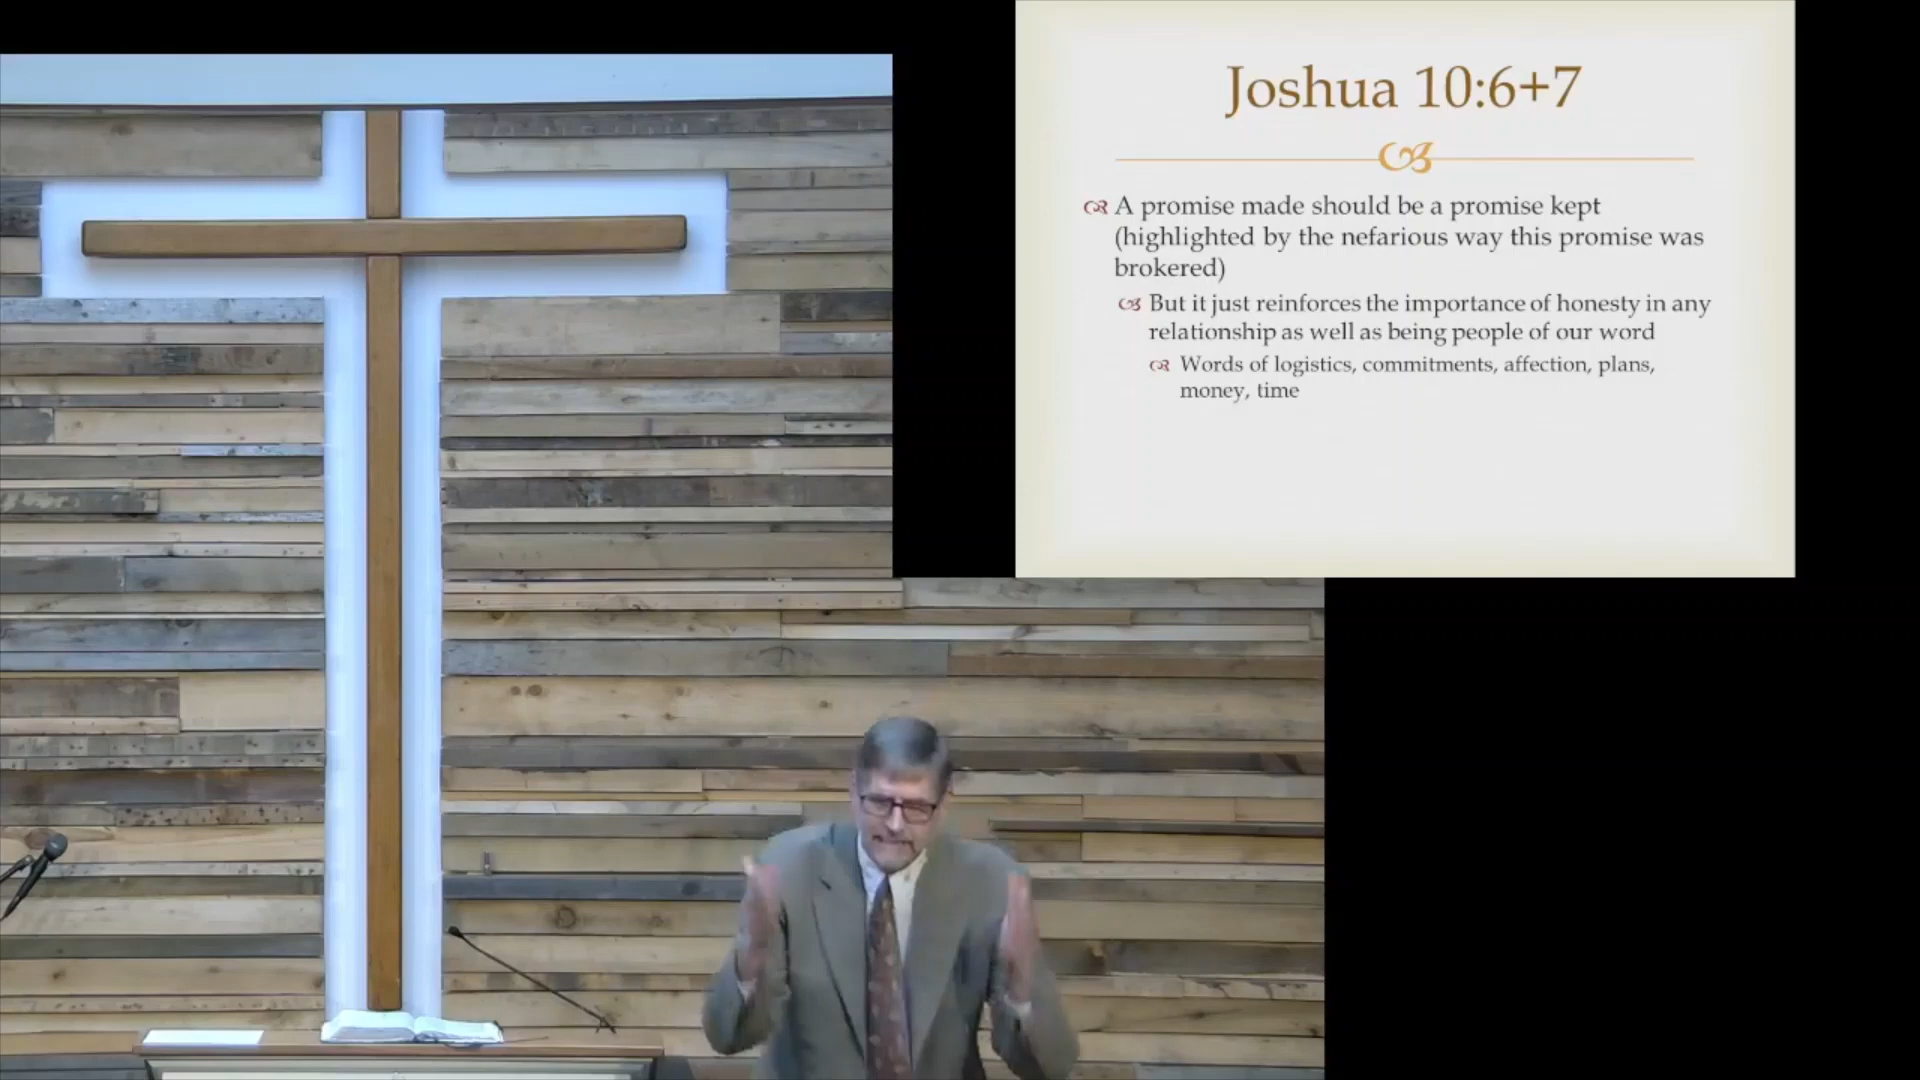 Joshua 10:6+7
A promise made should be a promise kept
(highlighted by the nefarious way this promise was
brokered)
But it just reinforces the importance of honesty in any
relationship as well as being people of our word
Words of logistics, commitments, affection, plans,
money, time